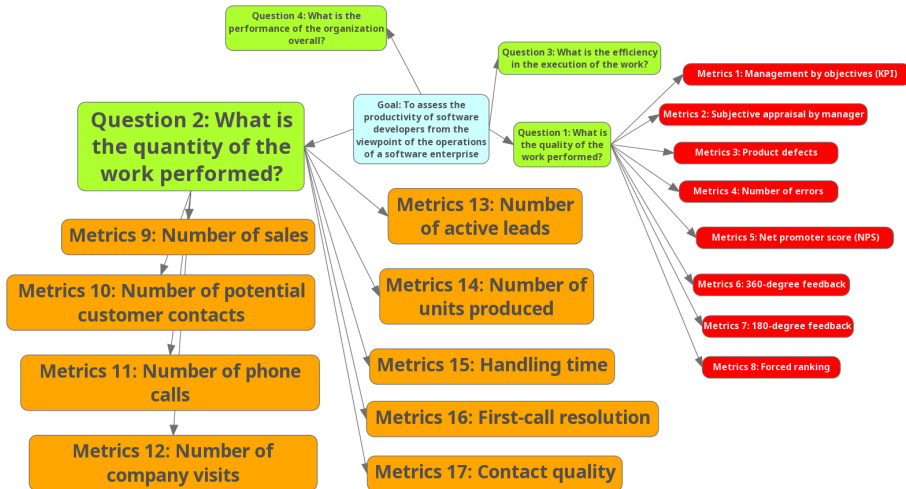 Question 4: What is the
performance of the organization
overall?
Question 3: What is the efficiency
in the execution of the work?
Goal: To assess the
productivity of software
developers from the
viewpoint of the operations
of a software enterprise
Question 1: What is
the quality of the
work performed?
Metrics 1: Management by objectives (KPI)
Metrics 2: Subjective appraisal by manager
Metrics 3: Product defects
Metrics 4: Number of errors
Metrics 5: Net promoter score (NPS)
Metrics 6: 360-degree feedback
Metrics 7: 180-degree feedback
Metrics 8: Forced ranking
Question 2: What is
the quantity of the
work performed?
Metrics 9: Number of sales
Metrics 10: Number of potential
customer contacts
Metrics 11: Number of phone
calls
Metrics 12: Number of
company visits
Metrics 13: Number
of active leads
Metrics 14: Number of
units produced
Metrics 15: Handling time
Metrics 16: First-call resolution
Metrics 17: Contact quality